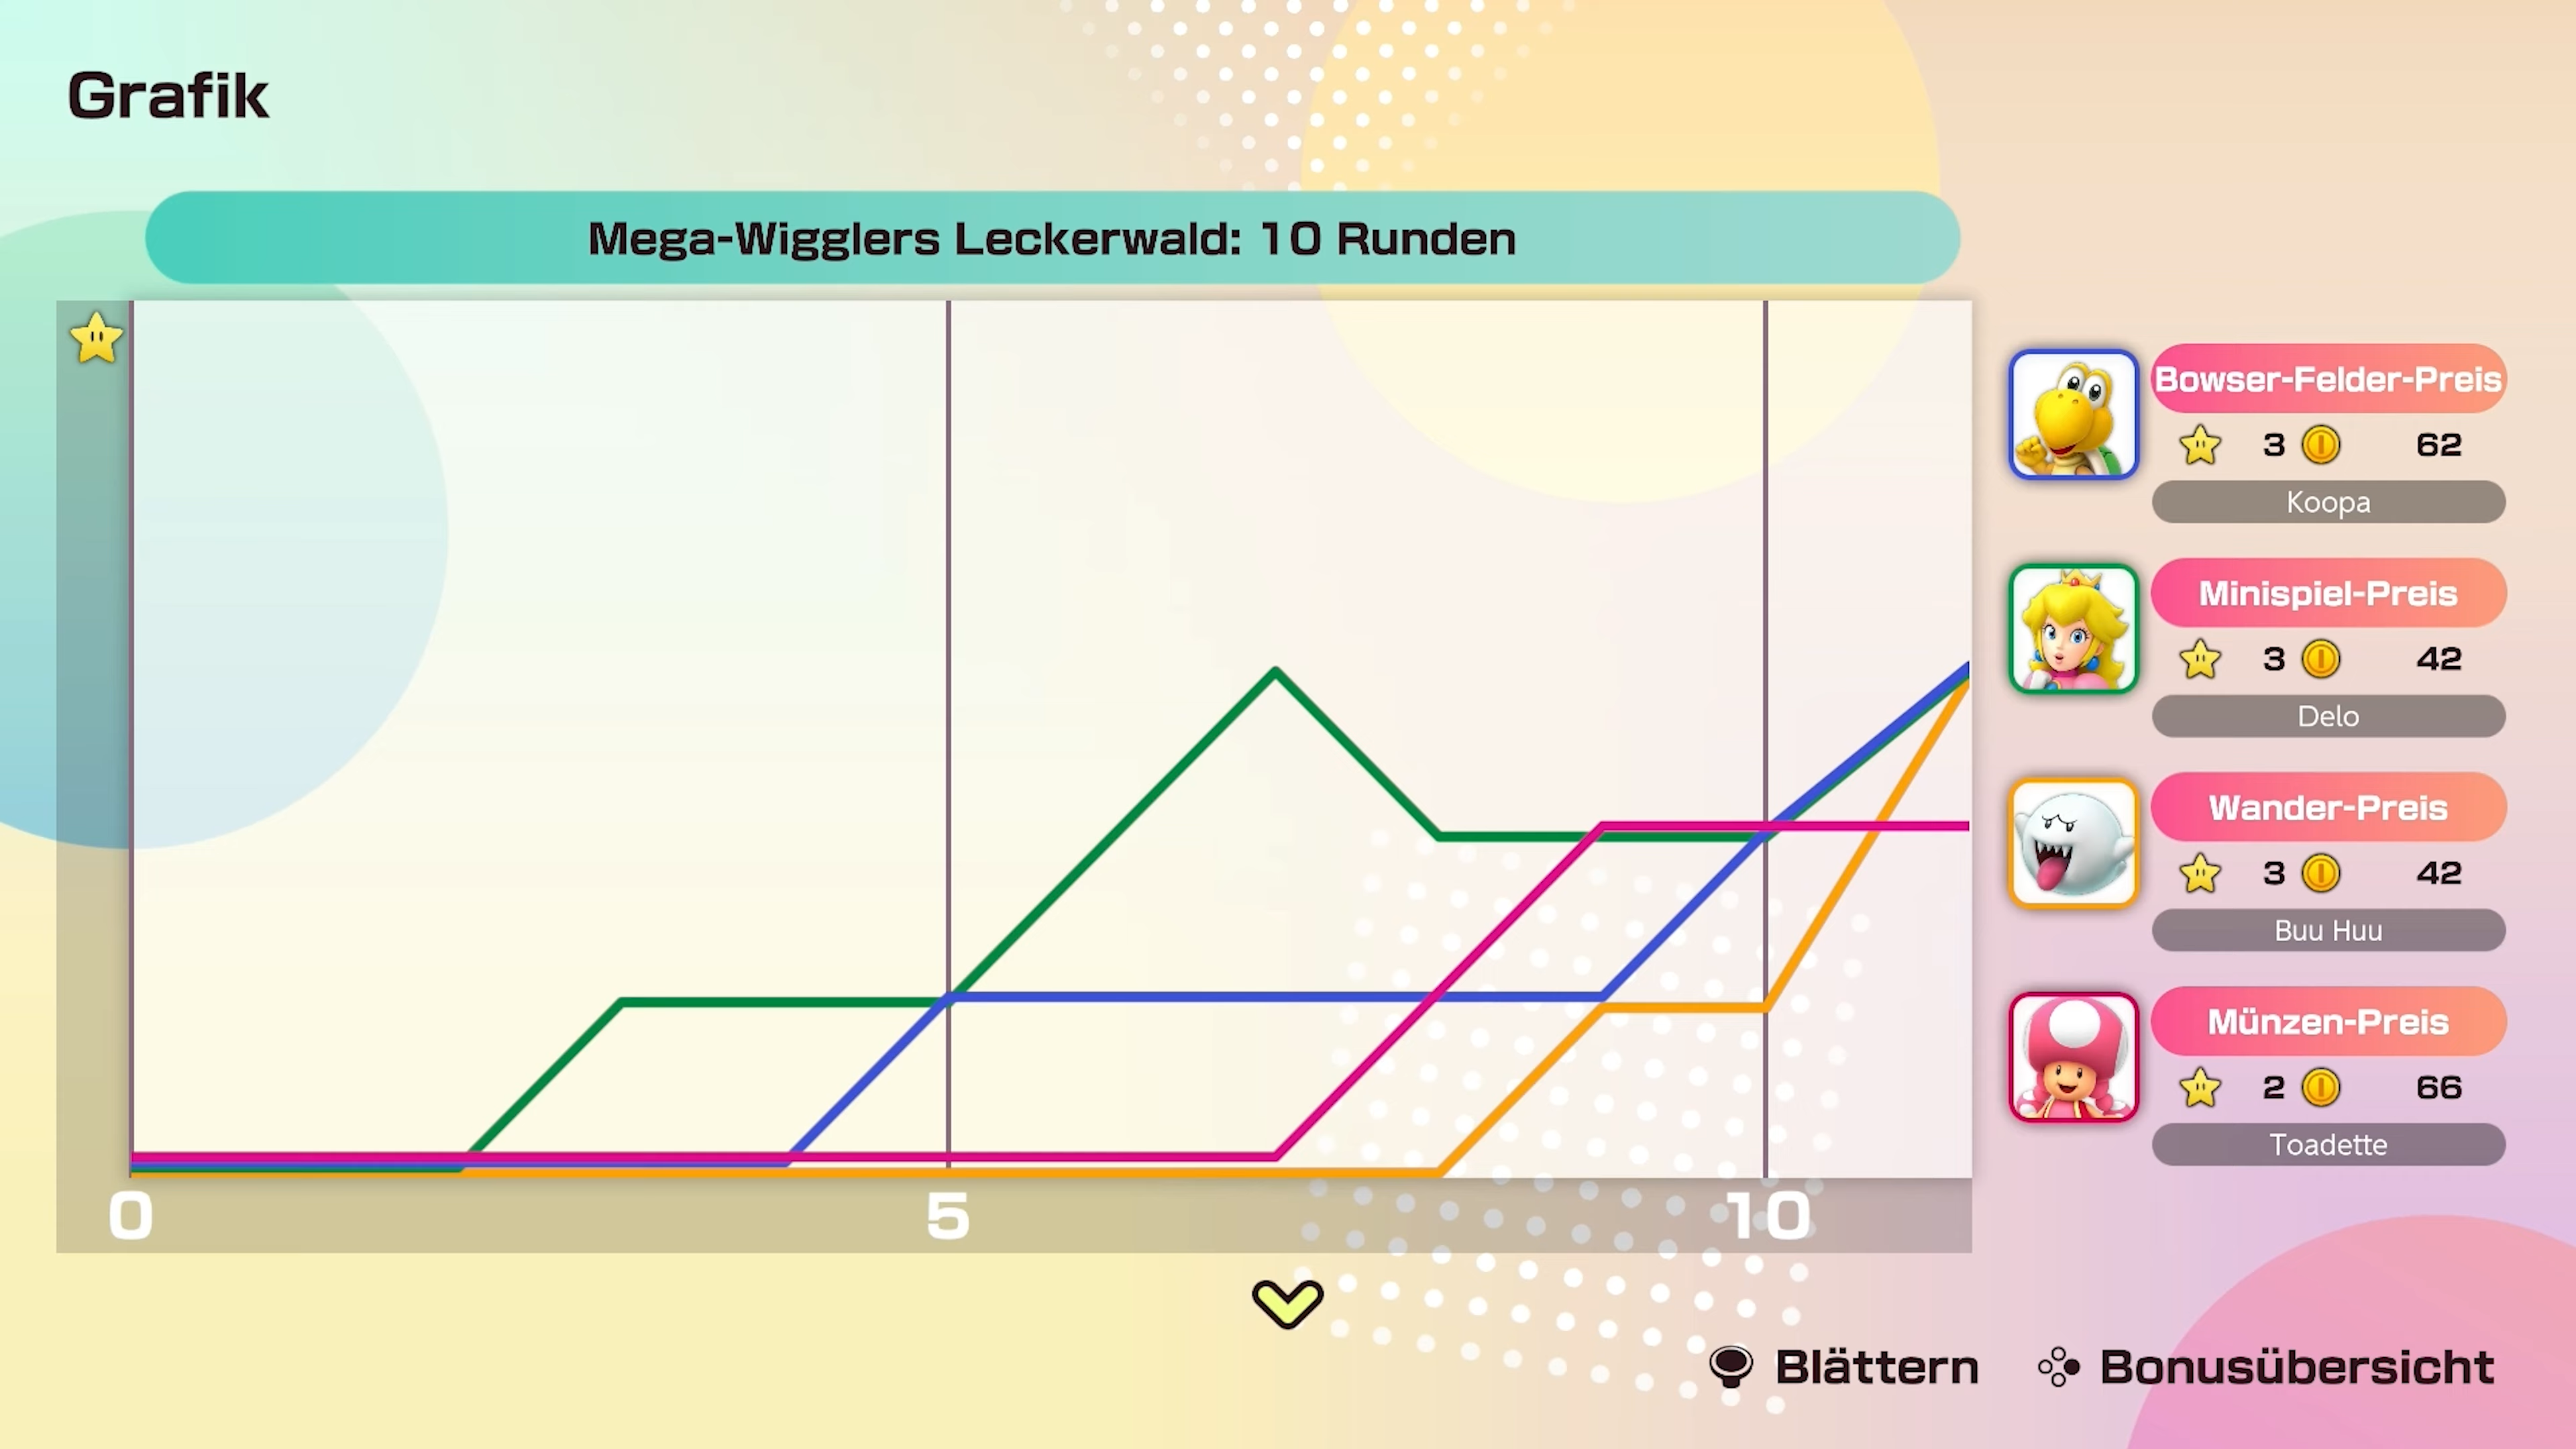 Grafik
Mega-Wigglers Leckerwald: 10 Runden
Bowser-Felder-Preis
3 62
Koopa
Minispiel-Preis
3 42
Delo
Wander-Preis
3 42
Buu Huu
Münzen-Preis
2 66
Toadette
0 5 10
Blättern Bonusübersicht